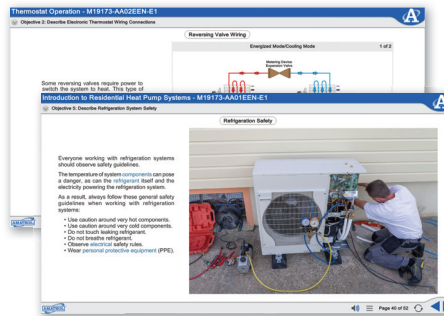 Thermostat Operation - M19173-AA02EEN-E1
Objective 2: Describe Electronic Thermostat Wiring Connections
Reversing Valve Wiring
Energized Mode/Cooling Mode 1 of 2
Metering Device
Expansion Valve
Some reversing valves require power to
switch the system to heat. This type of
Introduction to Residential Heat Pump Systems - M19173-AA01EEN-E1
Objective 5: Describe Refrigeration System Safety
Refrigeration Safety
Everyone working with refrigeration systems
should observe safety guidelines.
The temperature of system components can pose
a danger, as can the refrigerant itself and the
electricity powering the refrigeration system.
As a result, always follow these general safety
guidelines when working with refrigeration
systems:
• Use caution around very hot components.
• Use caution around very cold components.
• Do not touch leaking refrigerant.
• Do not breathe refrigerant.
• Observe electrical safety rules.
• Wear personal protective equipment (PPE).
AMATROL
Page 40 of 52